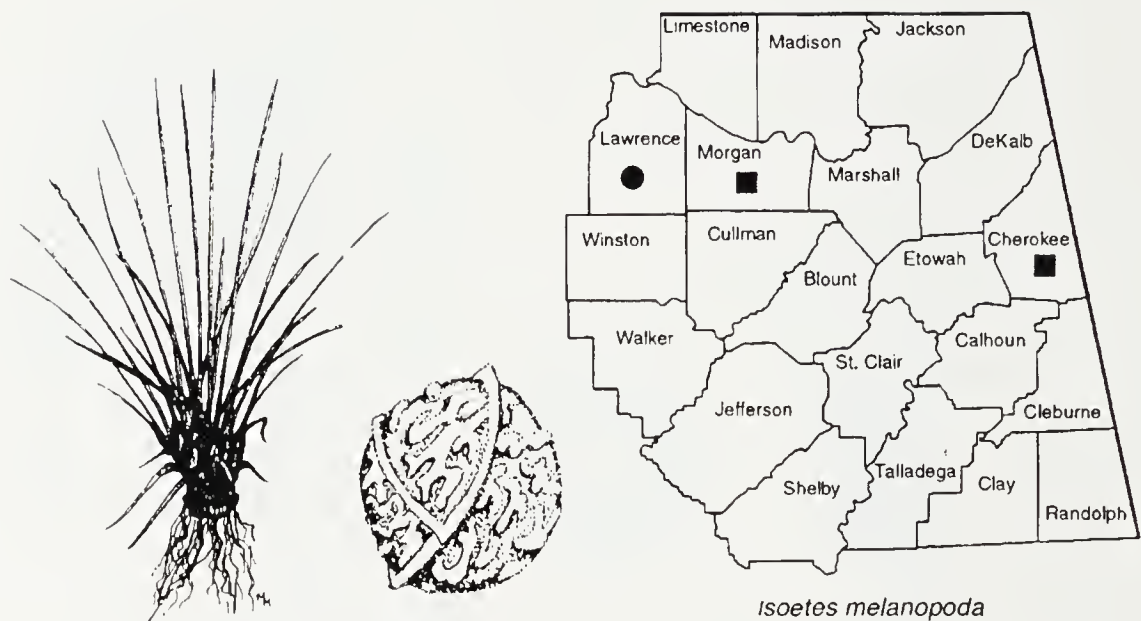 Limestone
Madison
Jackson
Lawrence
Morgan
Marshall
DeKalb
Winston
Cullman
Blount
Etowah
Cherokee
Walker
St. Clair
Calhoun
Jefferson
Cleburne
Shelby
Talladega
Clay
Randolph
Isoetes melanopoda